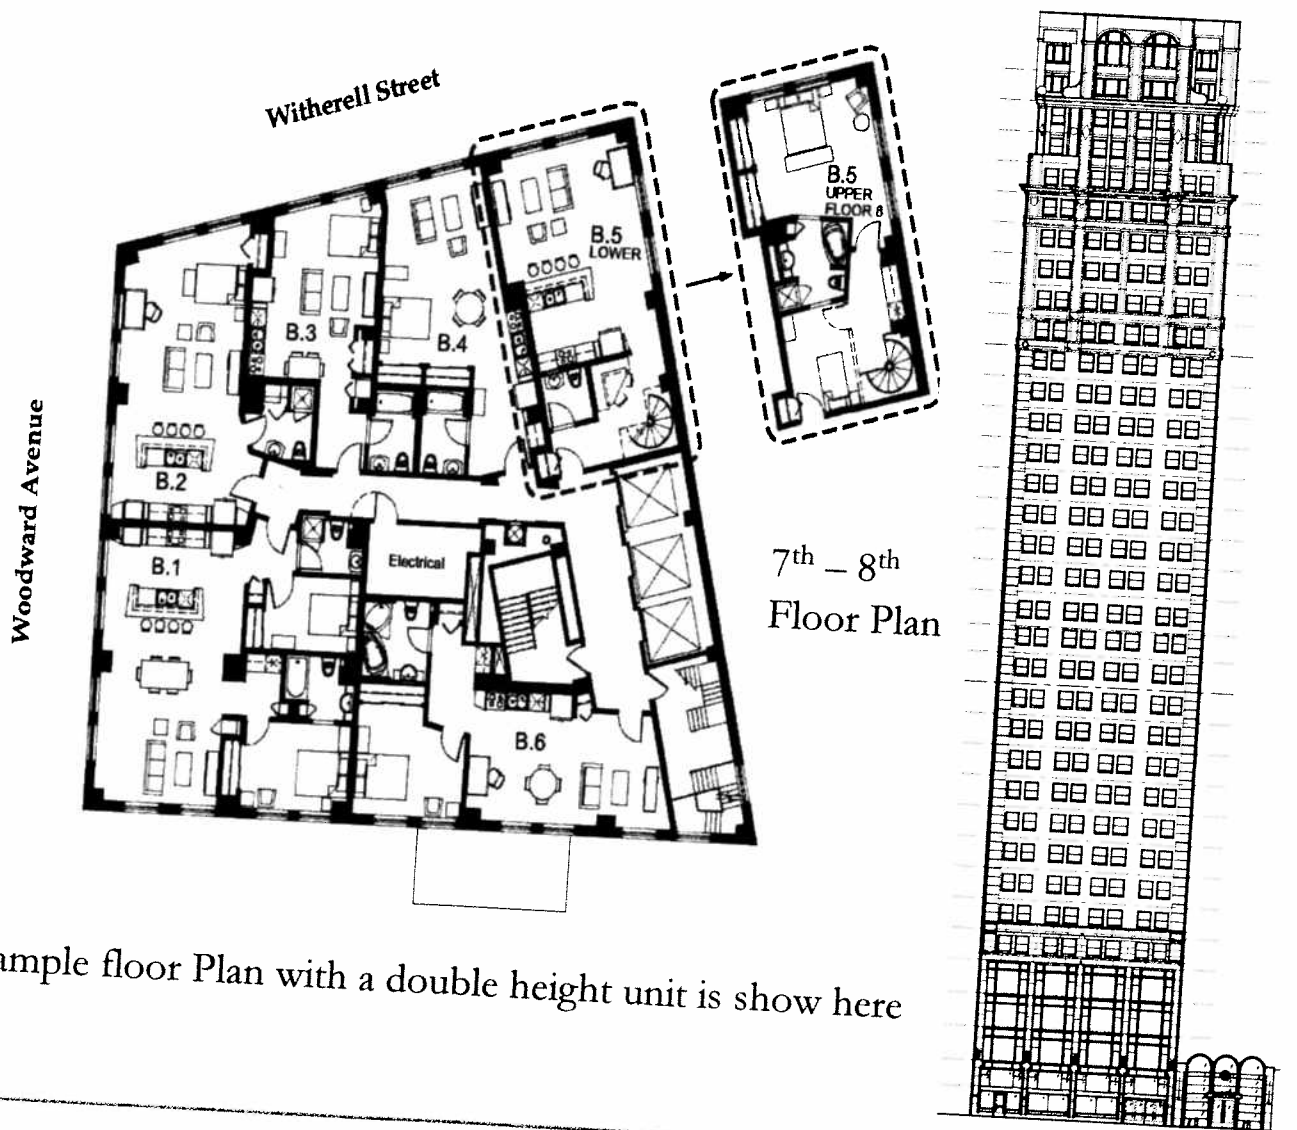 Witherell Street
Woodward Avenue
B.5
UPPER
FLOOR 8
B.5
LOWER
B.3
B.4
B.2
Electrical
B.1
B.6
7th – 8th
Floor Plan
ample floor Plan with a double height unit is show here